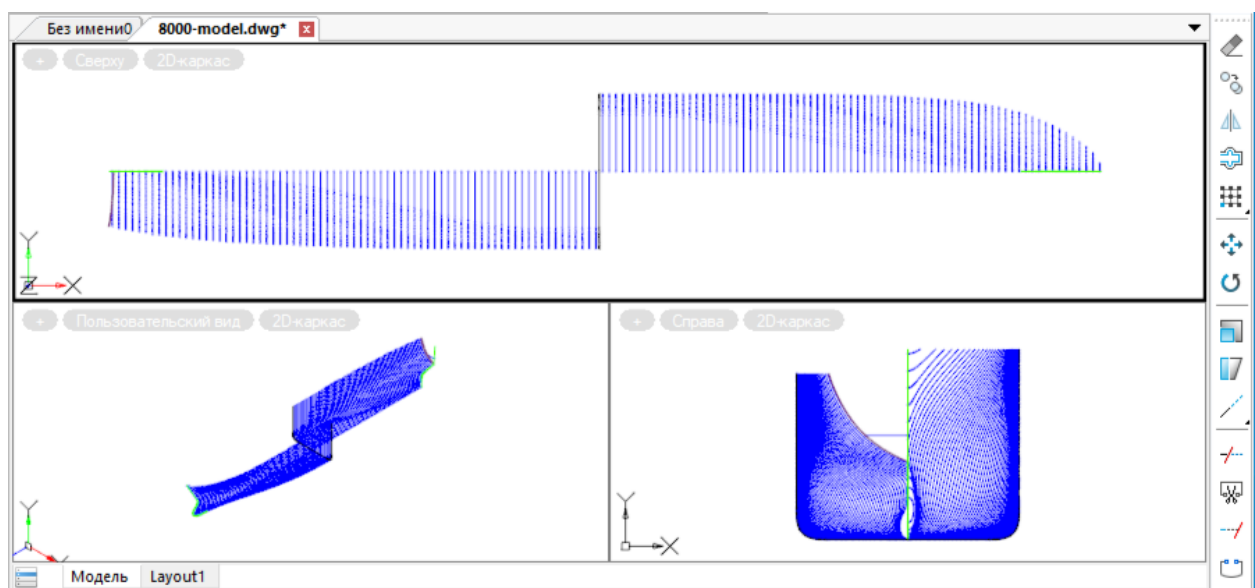 Без имени0 8000-model.dwg*
+ Сверху 2D-каркас
Y
Z X
+ Пользовательский вид 2D-каркас
+ Справа 2D-каркас
Y
X
Y
X
Модель Layout1